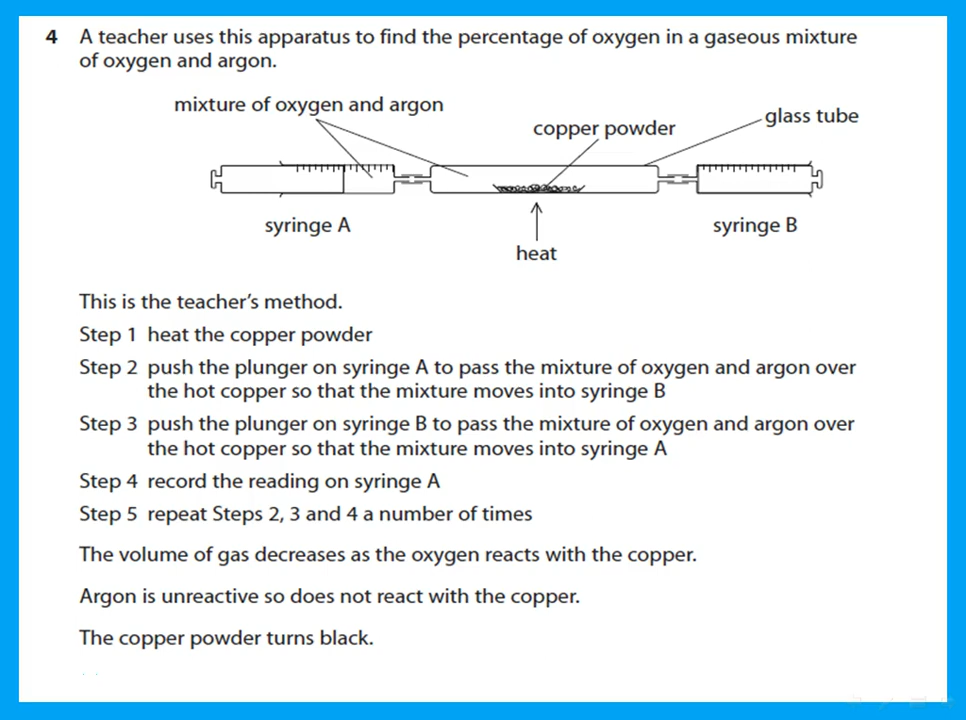 4 A teacher uses this apparatus to find the percentage of oxygen in a gaseous mixture
of oxygen and argon.
mixture of oxygen and argon
glass tube
copper powder
syringe A
syringe B
heat
This is the teacher's method.
Step 1 heat the copper powder
Step 2 push the plunger on syringe A to pass the mixture of oxygen and argon over
the hot copper so that the mixture moves into syringe B
Step 3 push the plunger on syringe B to pass the mixture of oxygen and argon over
the hot copper so that the mixture moves into syringe A
Step 4 record the reading on syringe A
Step 5 repeat Steps 2, 3 and 4 a number of times
The volume of gas decreases as the oxygen reacts with the copper.
Argon is unreactive so does not react with the copper.
The copper powder turns black.